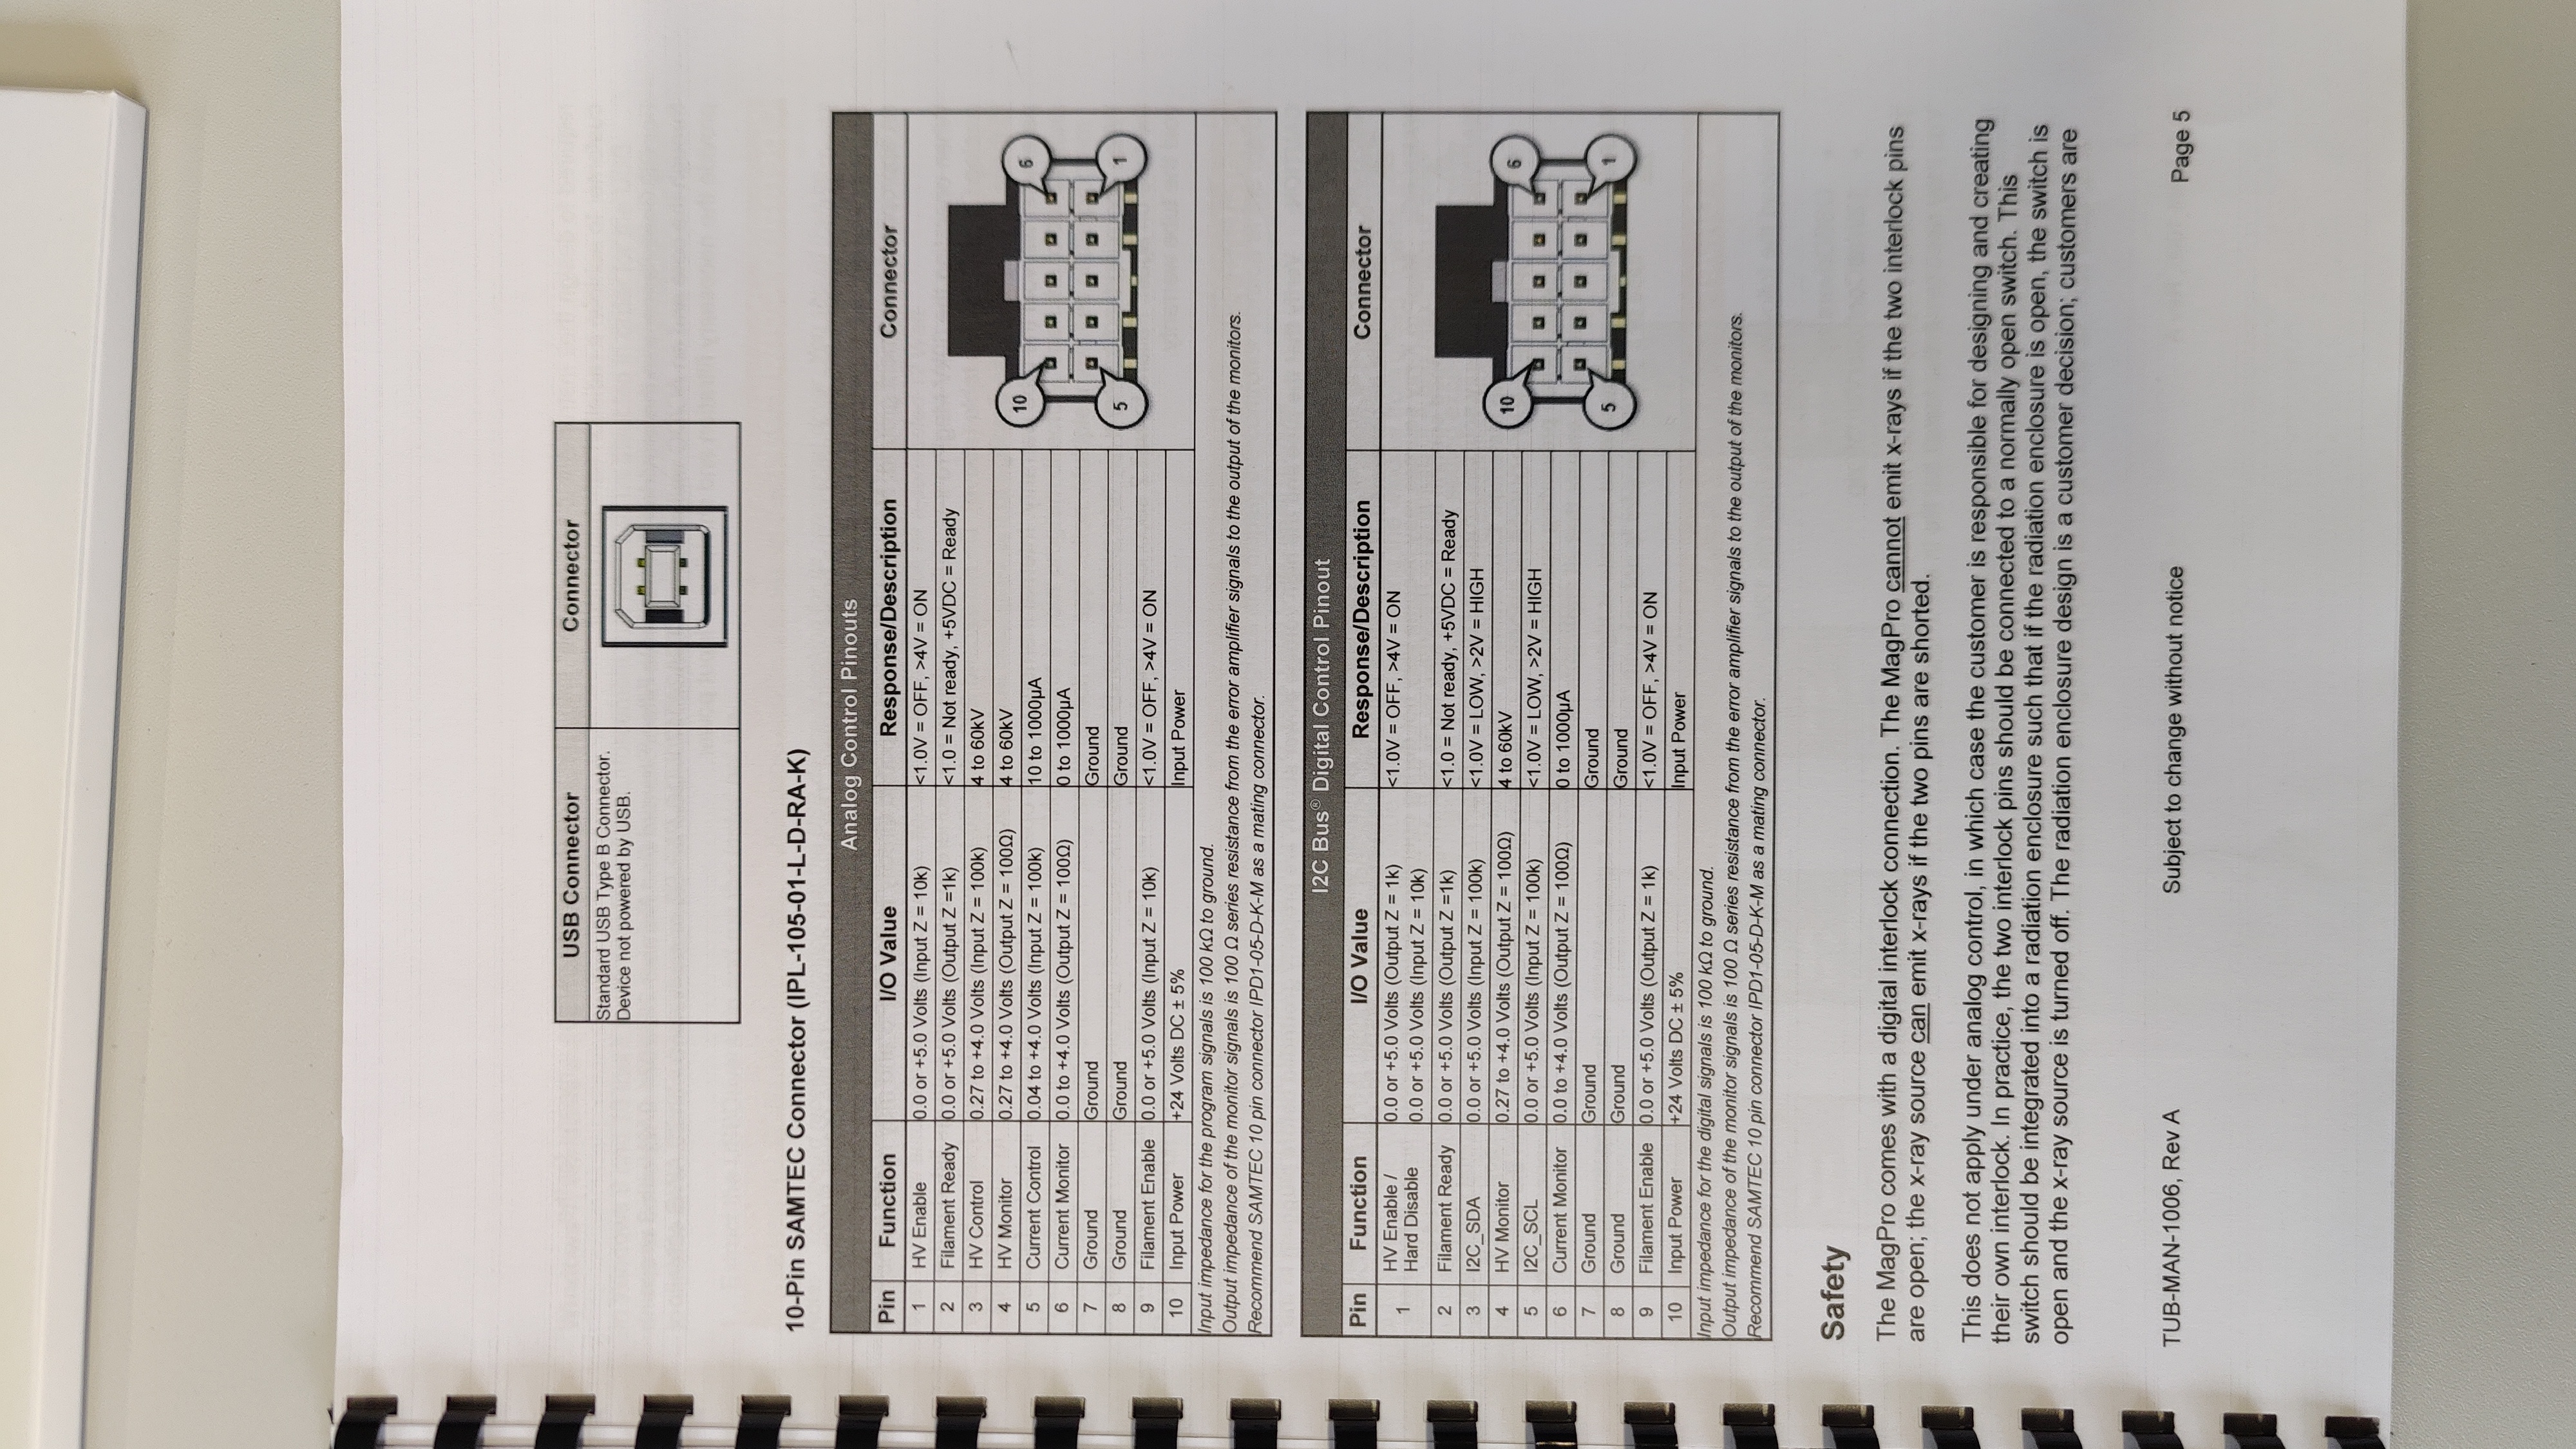 USB Connector Connector
Standard USB Type B Connector.
Device not powered by USB.
10-Pin SAMTEC Connector (IPL-105-01-L-D-RA-K)
Analog Control Pinouts
Pin Function I/O Value Response/Description Connector
1 HV Enable 0.0 or +5.0 Volts (Input Z = 10k) <1.0V = OFF, >4V = ON
2 Filament Ready 0.0 or +5.0 Volts (Output Z =1k) <1.0 = Not ready, +5VDC = Ready
3 HV Control 0.27 to +4.0 Volts (Input Z = 100k) 4 to 60kV
4 HV Monitor 0.27 to +4.0 Volts (Output Z = 100Ω) 4 to 60kV
5 Current Control 0.04 to +4.0 Volts (Input Z = 100k) 10 to 1000µA
6 Current Monitor 0.0 to +4.0 Volts (Output Z = 100Ω) 0 to 1000µA
7 Ground Ground Ground
8 Ground Ground Ground
9 Filament Enable 0.0 or +5.0 Volts (Input Z = 10k) <1.0V = OFF, >4V = ON
10 Input Power +24 Volts DC ± 5% Input Power
10 6
5 1
Input impedance for the program signals is 100 kΩ to ground.
Output impedance of the monitor signals is 100 Ω series resistance from the error amplifier signals to the output of the monitors.
Recommend SAMTEC 10 pin connector IPD1-05-D-K-M as a mating connector.
I2C Bus® Digital Control Pinout
Pin Function I/O Value Response/Description Connector
1 HV Enable / 0.0 or +5.0 Volts (Output Z = 1k) <1.0V = OFF, >4V = ON
Hard Disable 0.0 or +5.0 Volts (Input Z = 10k)
2 Filament Ready 0.0 or +5.0 Volts (Output Z =1k) <1.0 = Not ready, +5VDC = Ready
3 I2C_SDA 0.0 or +5.0 Volts (Input Z = 100k) <1.0V = LOW, >2V = HIGH
4 HV Monitor 0.27 to +4.0 Volts (Output Z = 100Ω) 4 to 60kV
5 I2C_SCL 0.0 or +5.0 Volts (Input Z = 100k) <1.0V = LOW, >2V = HIGH
6 Current Monitor 0.0 to +4.0 Volts (Output Z = 100Ω) 0 to 1000µA
7 Ground Ground Ground
8 Ground Ground Ground
9 Filament Enable 0.0 or +5.0 Volts (Output Z = 1k) <1.0V = OFF, >4V = ON
10 Input Power +24 Volts DC ± 5% Input Power
10 6
5 1
Input impedance for the digital signals is 100 kΩ to ground.
Output impedance of the monitor signals is 100 Ω series resistance from the error amplifier signals to the output of the monitors.
Recommend SAMTEC 10 pin connector IPD1-05-D-K-M as a mating connector.
Safety
The MagPro comes with a digital interlock connection. The MagPro cannot emit x-rays if the two interlock pins
are open; the x-ray source can emit x-rays if the two pins are shorted.
This does not apply under analog control, in which case the customer is responsible for designing and creating
their own interlock. In practice, the two interlock pins should be connected to a normally open switch. This
switch should be integrated into a radiation enclosure such that if the radiation enclosure is open, the switch is
open and the x-ray source is turned off. The radiation enclosure design is a customer decision; customers are
TUB-MAN-1006, Rev A Subject to change without notice Page 5